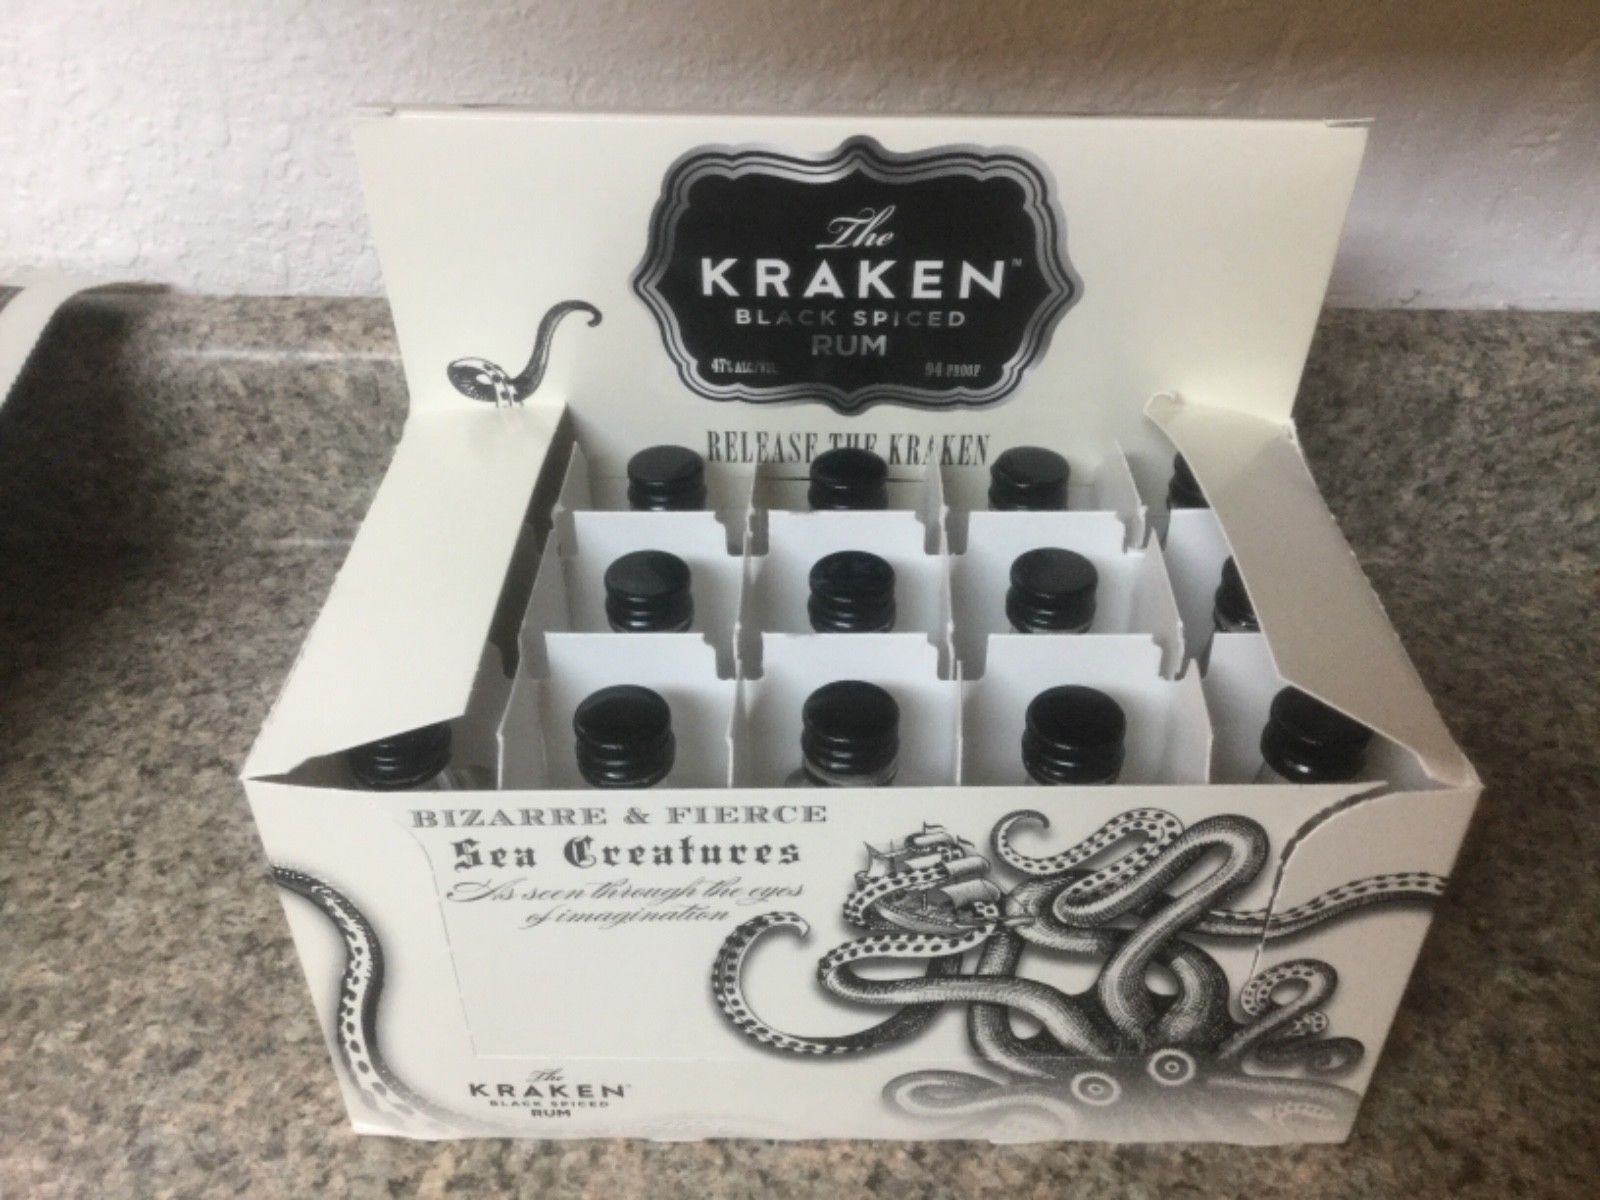 The
KRAKEN™
BLACK SPICED
RUM
47% ALC/VOL 94 PROOF
RELEASE THE KRAKEN
BIZARRE & FIERCE
Sea Creatures
As seen through the eyes
of imagination
The
KRAKEN
BLACK SPICED
RUM